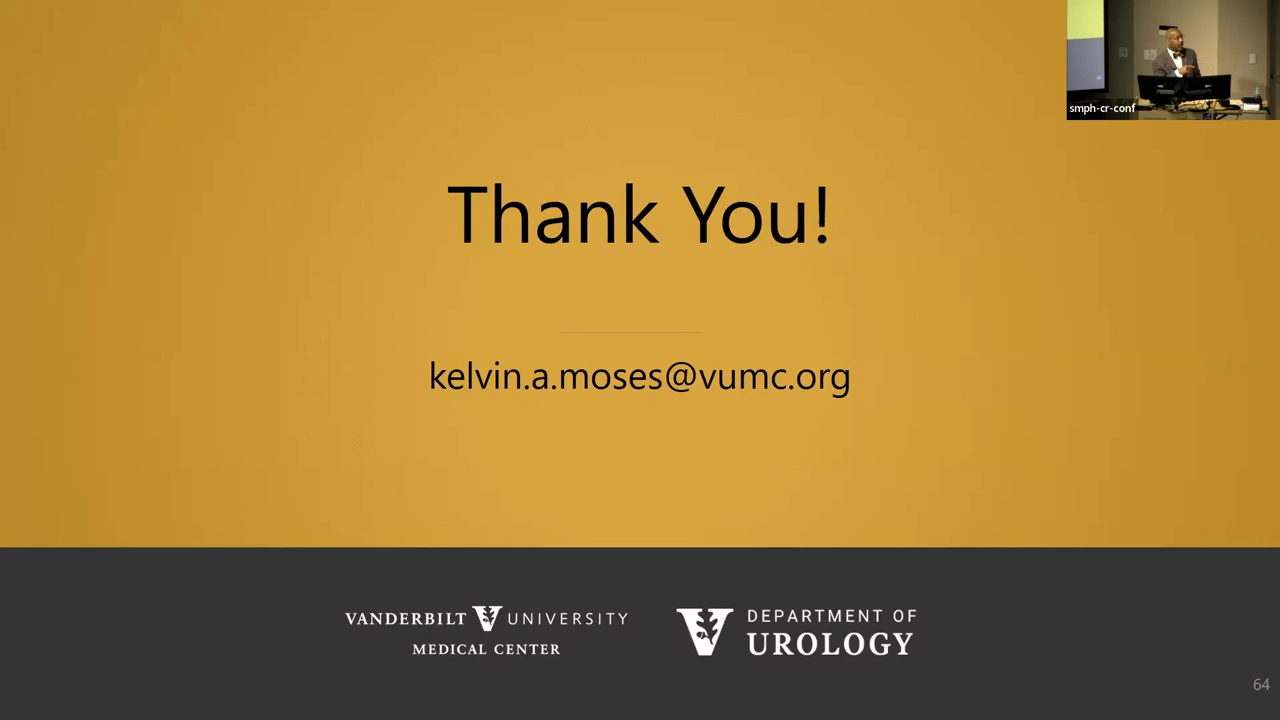 smph-cr-conf
Thank You!
kelvin.a.moses@vumc.org
VANDERBILT UNIVERSITY
MEDICAL CENTER
DEPARTMENT OF
UROLOGY
64